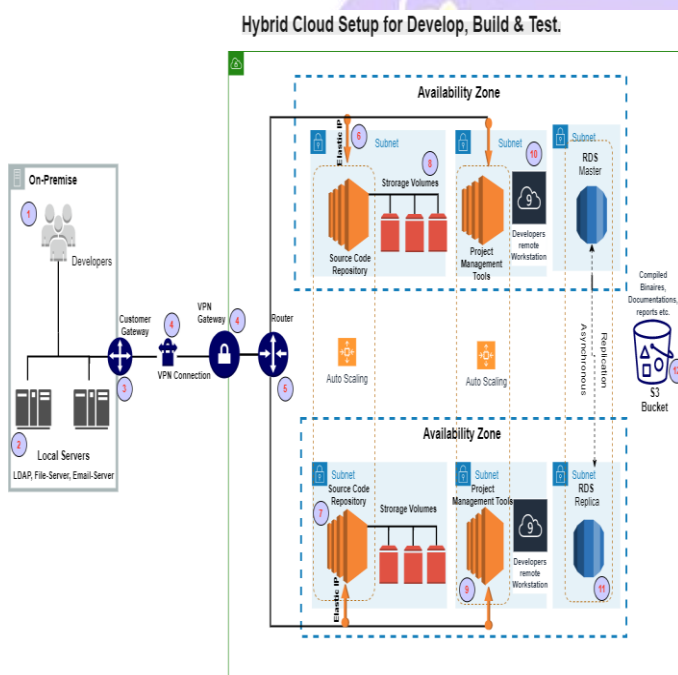 Hybrid Cloud Setup for Develop, Build & Test.
On-Premise
1
Developers
2
Local Servers
LDAP, File-Server, Email-Server
Customer
Gateway
3
4
VPN Connection
VPN
Gateway
4
Router
5
Availability Zone
Elastic IP
6
Subnet
8
Strorage Volumes
Source Code
Repository
Subnet
10
Project
Management
Tools
9
Developers
remote
Workstation
Subnet
RDS
Master
Auto Scaling
Auto Scaling
Asynchronous
Replication
Compiled
Binaires,
Documentations,
reports etc.
12
S3
Bucket
Availability Zone
Subnet
Source Code
Repository
7
Storage Volumes
Elastic IP
Subnet
Project
Management Tools
9
9
Developers
remote
Workstation
Subnet
RDS
Replica
11